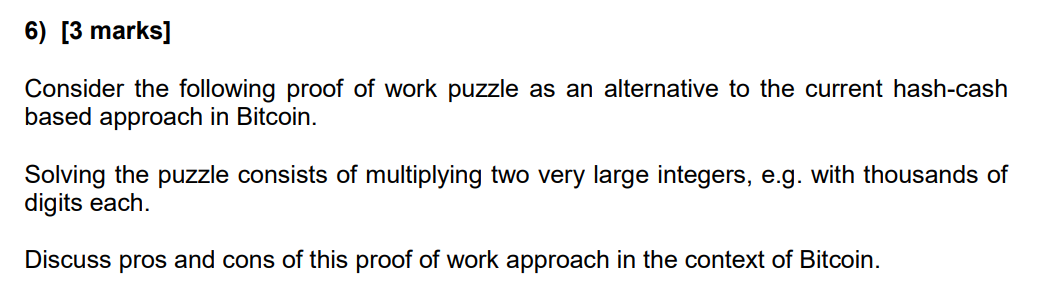 6) [3 marks]
Consider the following proof of work puzzle as an alternative to the current hash-cash
based approach in Bitcoin.
Solving the puzzle consists of multiplying two very large integers, e.g. with thousands of
digits each.
Discuss pros and cons of this proof of work approach in the context of Bitcoin.